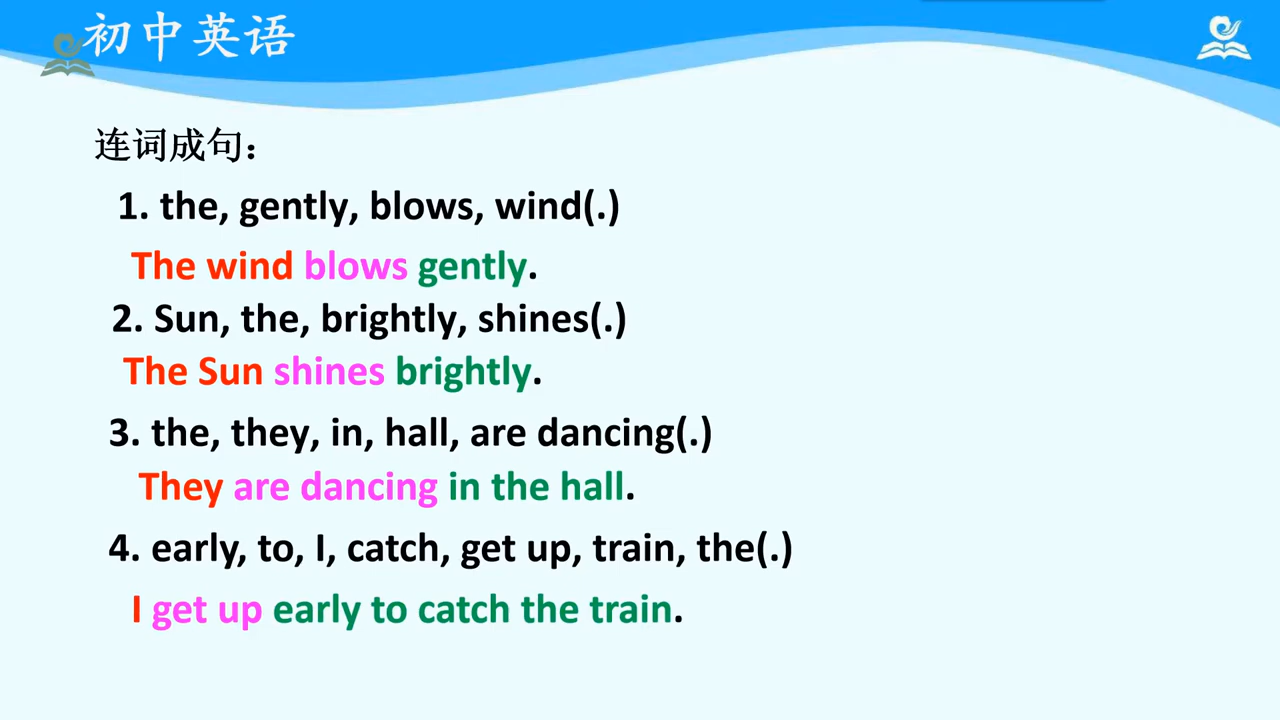 初中英语
连词成句：
1. the, gently, blows, wind(.)
The wind blows gently.
2. Sun, the, brightly, shines(.)
The Sun shines brightly.
3. the, they, in, hall, are dancing(.)
They are dancing in the hall.
4. early, to, I, catch, get up, train, the(.)
I get up early to catch the train.